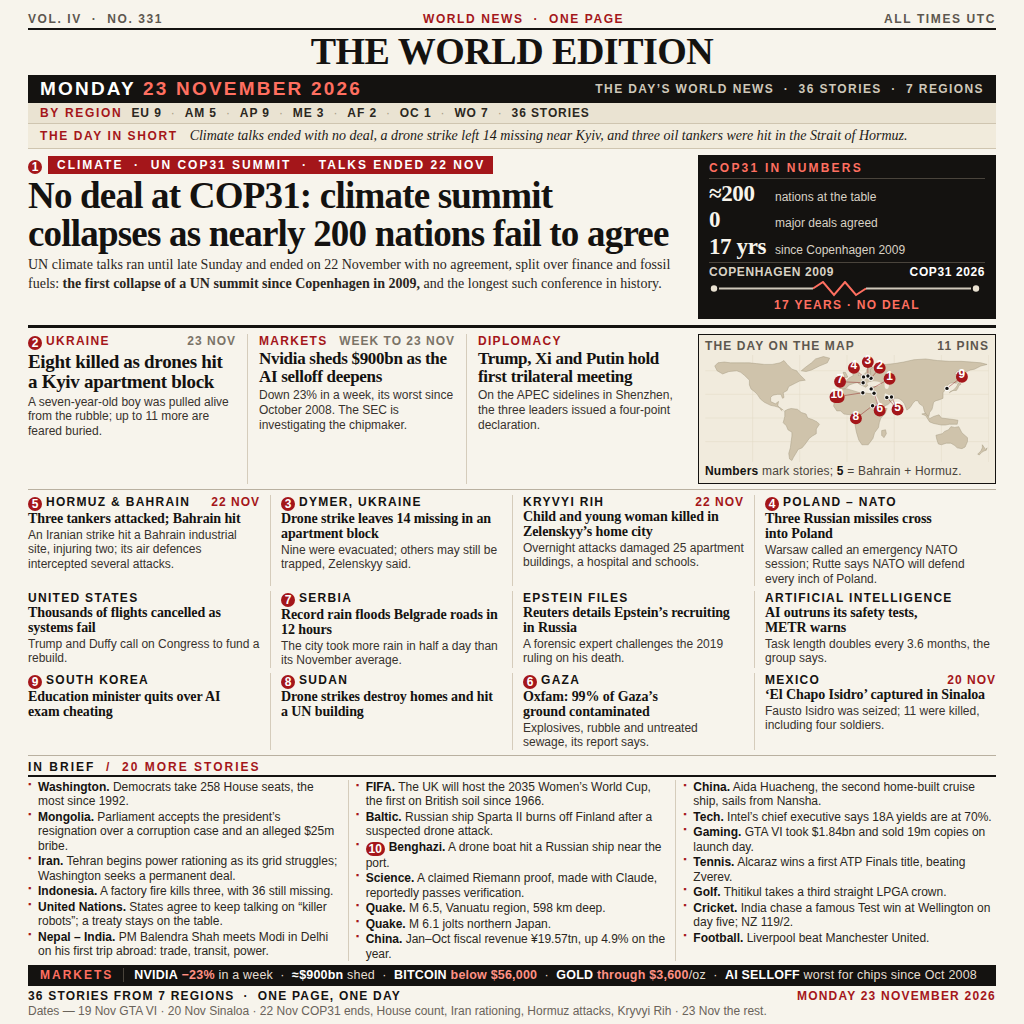 VOL. IV · NO. 331
WORLD NEWS · ONE PAGE
ALL TIMES UTC
THE WORLD EDITION
MONDAY 23 NOVEMBER 2026
THE DAY'S WORLD NEWS · 36 STORIES · 7 REGIONS
BY REGION EU 9 · AM 5 · AP 9 · ME 3 · AF 2 · OC 1 · WO 7 · 36 STORIES
THE DAY IN SHORT Climate talks ended with no deal, a drone strike left 14 missing near Kyiv, and three oil tankers were hit in the Strait of Hormuz.
1 CLIMATE · UN COP31 SUMMIT · TALKS ENDED 22 NOV
No deal at COP31: climate summit
collapses as nearly 200 nations fail to agree
UN climate talks ran until late Sunday and ended on 22 November with no agreement, split over finance and fossil
fuels: the first collapse of a UN summit since Copenhagen in 2009, and the longest such conference in history.
COP31 IN NUMBERS
≈200 nations at the table
0 major deals agreed
17 yrs since Copenhagen 2009
COPENHAGEN 2009 COP31 2026
17 YEARS · NO DEAL
2 UKRAINE 23 NOV
Eight killed as drones hit
a Kyiv apartment block
A seven-year-old boy was pulled alive
from the rubble; up to 11 more are
feared buried.
MARKETS WEEK TO 23 NOV
Nvidia sheds $900bn as the
AI selloff deepens
Down 23% in a week, its worst since
October 2008. The SEC is
investigating the chipmaker.
DIPLOMACY
Trump, Xi and Putin hold
first trilateral meeting
On the APEC sidelines in Shenzhen,
the three leaders issued a four-point
declaration.
THE DAY ON THE MAP 11 PINS
4
3
2
7
1
9
10
8
6
5
Numbers mark stories; 5 = Bahrain + Hormuz.
5 HORMUZ & BAHRAIN 22 NOV
Three tankers attacked; Bahrain hit
An Iranian strike hit a Bahrain industrial
site, injuring two; its air defences
intercepted several attacks.
3 DYMER, UKRAINE
Drone strike leaves 14 missing in an
apartment block
Nine were evacuated; others may still be
trapped, Zelenskyy said.
KRYVYI RIH 22 NOV
Child and young woman killed in
Zelenskyy's home city
Overnight attacks damaged 25 apartment
buildings, a hospital and schools.
4 POLAND – NATO
Three Russian missiles cross
into Poland
Warsaw called an emergency NATO
session; Rutte says NATO will defend
every inch of Poland.
UNITED STATES
Thousands of flights cancelled as
systems fail
Trump and Duffy call on Congress to fund a
rebuild.
7 SERBIA
Record rain floods Belgrade roads in
12 hours
The city took more rain in half a day than
its November average.
EPSTEIN FILES
Reuters details Epstein's recruiting
in Russia
A forensic expert challenges the 2019
ruling on his death.
ARTIFICIAL INTELLIGENCE
AI outruns its safety tests,
METR warns
Task length doubles every 3.6 months, the
group says.
9 SOUTH KOREA
Education minister quits over AI
exam cheating
8 SUDAN
Drone strikes destroy homes and hit
a UN building
6 GAZA
Oxfam: 99% of Gaza's
ground contaminated
Explosives, rubble and untreated
sewage, its report says.
MEXICO 20 NOV
'El Chapo Isidro' captured in Sinaloa
Fausto Isidro was seized; 11 were killed,
including four soldiers.
IN BRIEF / 20 MORE STORIES
Washington. Democrats take 258 House seats, the
most since 1992.
Mongolia. Parliament accepts the president's
resignation over a corruption case and an alleged $25m
bribe.
Iran. Tehran begins power rationing as its grid struggles;
Washington seeks a permanent deal.
Indonesia. A factory fire kills three, with 36 still missing.
United Nations. States agree to keep talking on "killer
robots"; a treaty stays on the table.
Nepal – India. PM Balendra Shah meets Modi in Delhi
on his first trip abroad: trade, transit, power.
FIFA. The UK will host the 2035 Women's World Cup,
the first on British soil since 1966.
Baltic. Russian ship Sparta II burns off Finland after a
suspected drone attack.
10 Benghazi. A drone boat hit a Russian ship near the
port.
Science. A claimed Riemann proof, made with Claude,
reportedly passes verification.
Quake. M 6.5, Vanuatu region, 598 km deep.
Quake. M 6.1 jolts northern Japan.
China. Jan–Oct fiscal revenue ¥19.57tn, up 4.9% on the
year.
China. Aida Huacheng, the second home-built cruise
ship, sails from Nansha.
Tech. Intel's chief executive says 18A yields are at 70%.
Gaming. GTA VI took $1.84bn and sold 19m copies on
launch day.
Tennis. Alcaraz wins a first ATP Finals title, beating
Zverev.
Golf. Thitikul takes a third straight LPGA crown.
Cricket. India chase a famous Test win at Wellington on
day five; NZ 119/2.
Football. Liverpool beat Manchester United.
MARKETS NVIDIA −23% in a week · ≈$900bn shed · BITCOIN below $56,000 · GOLD through $3,600/oz · AI SELLOFF worst for chips since Oct 2008
36 STORIES FROM 7 REGIONS · ONE PAGE, ONE DAY
MONDAY 23 NOVEMBER 2026
Dates — 19 Nov GTA VI · 20 Nov Sinaloa · 22 Nov COP31 ends, House count, Iran rationing, Hormuz attacks, Kryvyi Rih · 23 Nov the rest.